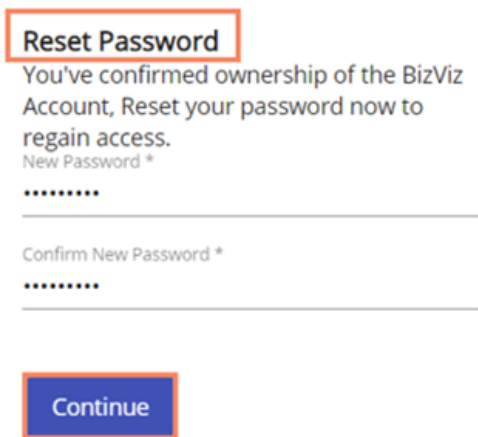 Reset Password
You've confirmed ownership of the BizViz
Account, Reset your password now to
regain access.
New Password *
•••••••••
Confirm New Password *
•••••••••
Continue